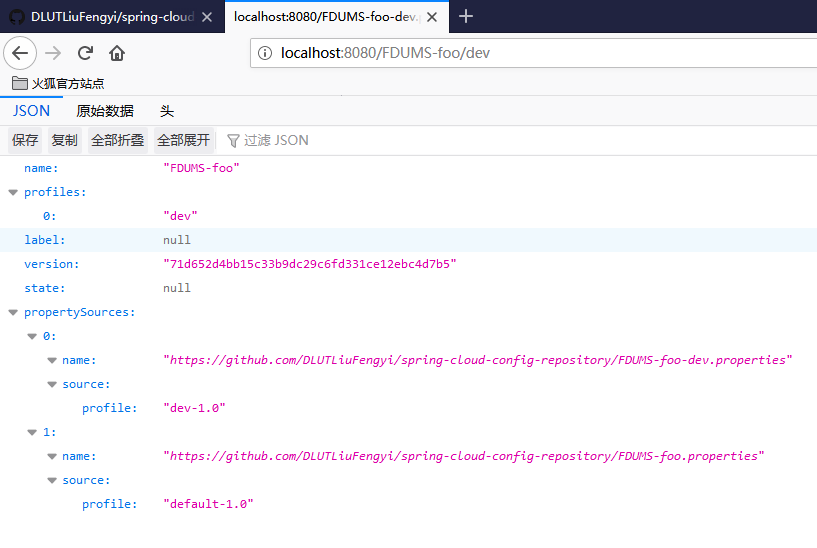 DLUTLiuFengyi/spring-cloud
localhost:8080/FDUMS-foo-dev.p
localhost:8080/FDUMS-foo/dev
火狐官方站点
JSON 原始数据 头
保存 复制 全部折叠 全部展开 过滤 JSON
name: "FDUMS-foo"
profiles:
0: "dev"
label: null
version: "71d652d4bb15c33b9dc29c6fd331ce12ebc4d7b5"
state: null
propertySources:
0:
name: "https://github.com/DLUTLiuFengyi/spring-cloud-config-repository/FDUMS-foo-dev.properties"
source:
profile: "dev-1.0"
1:
name: "https://github.com/DLUTLiuFengyi/spring-cloud-config-repository/FDUMS-foo.properties"
source:
profile: "default-1.0"